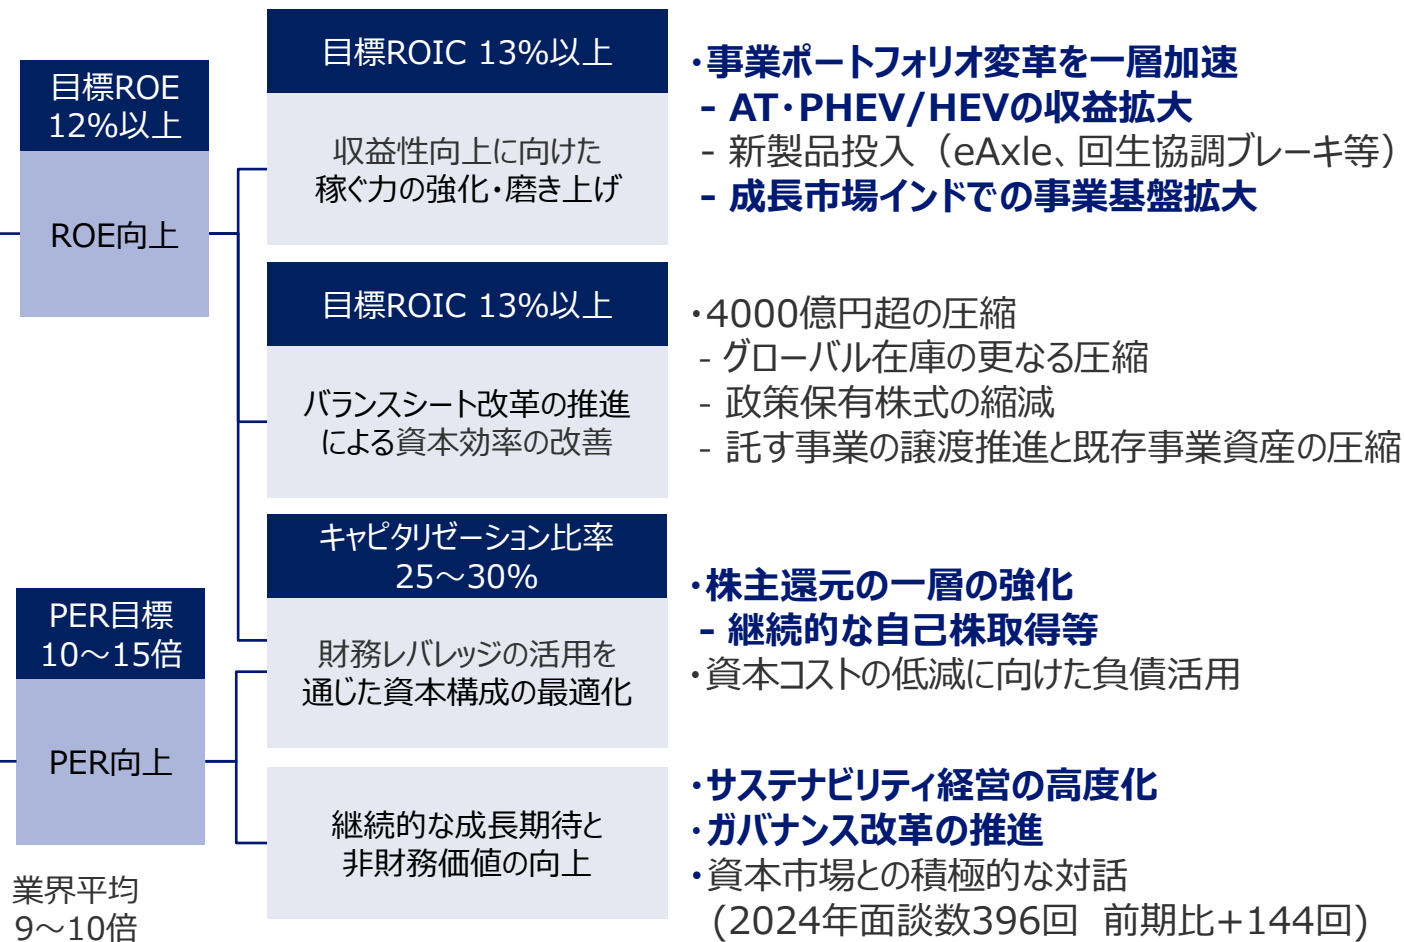 目標ROE
12%以上
ROE向上
目標ROIC 13%以上
収益性向上に向けた
稼ぐ力の強化・磨き上げ
・事業ポートフォリオ変革を一層加速
- AT・PHEV/HEVの収益拡大
- 新製品投入（eAxle、回生協調ブレーキ等）
- 成長市場インドでの事業基盤拡大
目標ROIC 13%以上
バランスシート改革の推進
による資本効率の改善
・4000億円超の圧縮
- グローバル在庫の更なる圧縮
- 政策保有株式の縮減
- 託す事業の譲渡推進と既存事業資産の圧縮
キャピタリゼーション比率
25～30%
財務レバレッジの活用を
通じた資本構成の最適化
・株主還元の一層の強化
- 継続的な自己株取得等
・資本コストの低減に向けた負債活用
PER目標
10～15倍
PER向上
継続的な成長期待と
非財務価値の向上
・サステナビリティ経営の高度化
・ガバナンス改革の推進
・資本市場との積極的な対話
(2024年面談数396回 前期比+144回)
業界平均
9～10倍